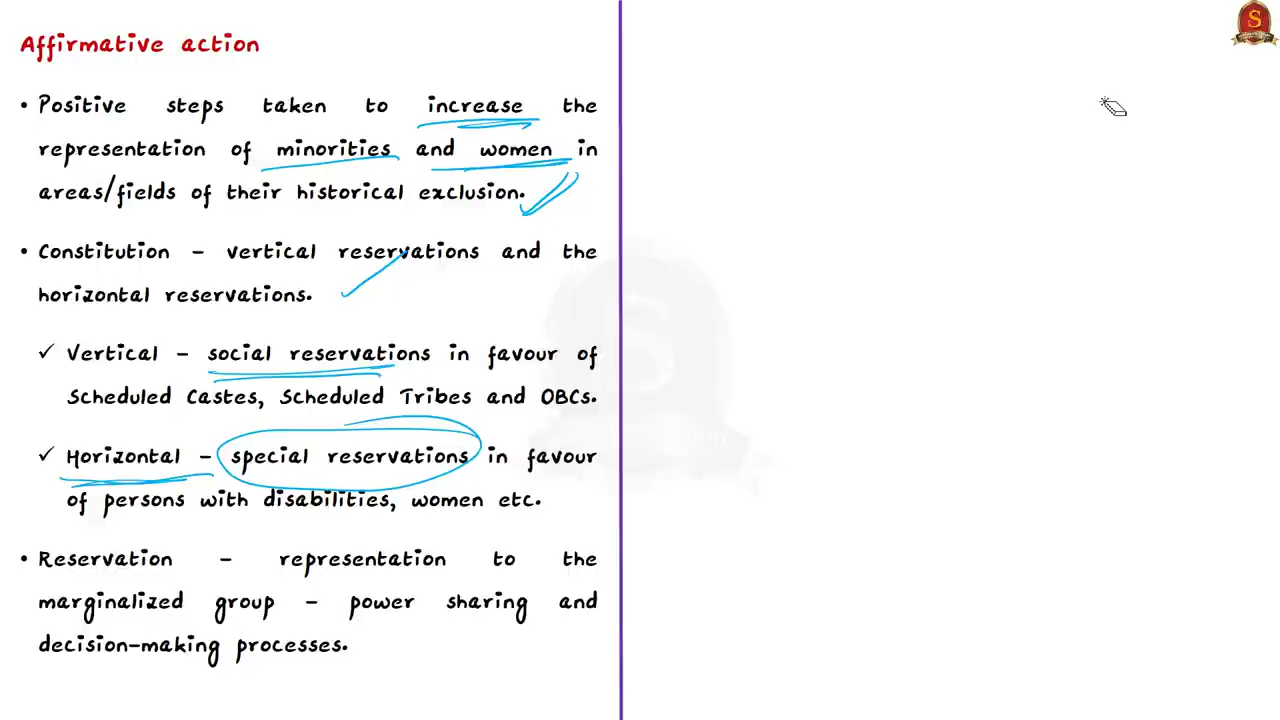 Affirmative action
• Positive steps taken to increase the
representation of minorities and women in
areas/fields of their historical exclusion.
• Constitution - vertical reservations and the
horizontal reservations.
✓ Vertical - social reservations in favour of
Scheduled Castes, Scheduled Tribes and OBCs.
✓ Horizontal - special reservations in favour
of persons with disabilities, women etc.
• Reservation - representation to the
marginalized group - power sharing and
decision-making processes.
S